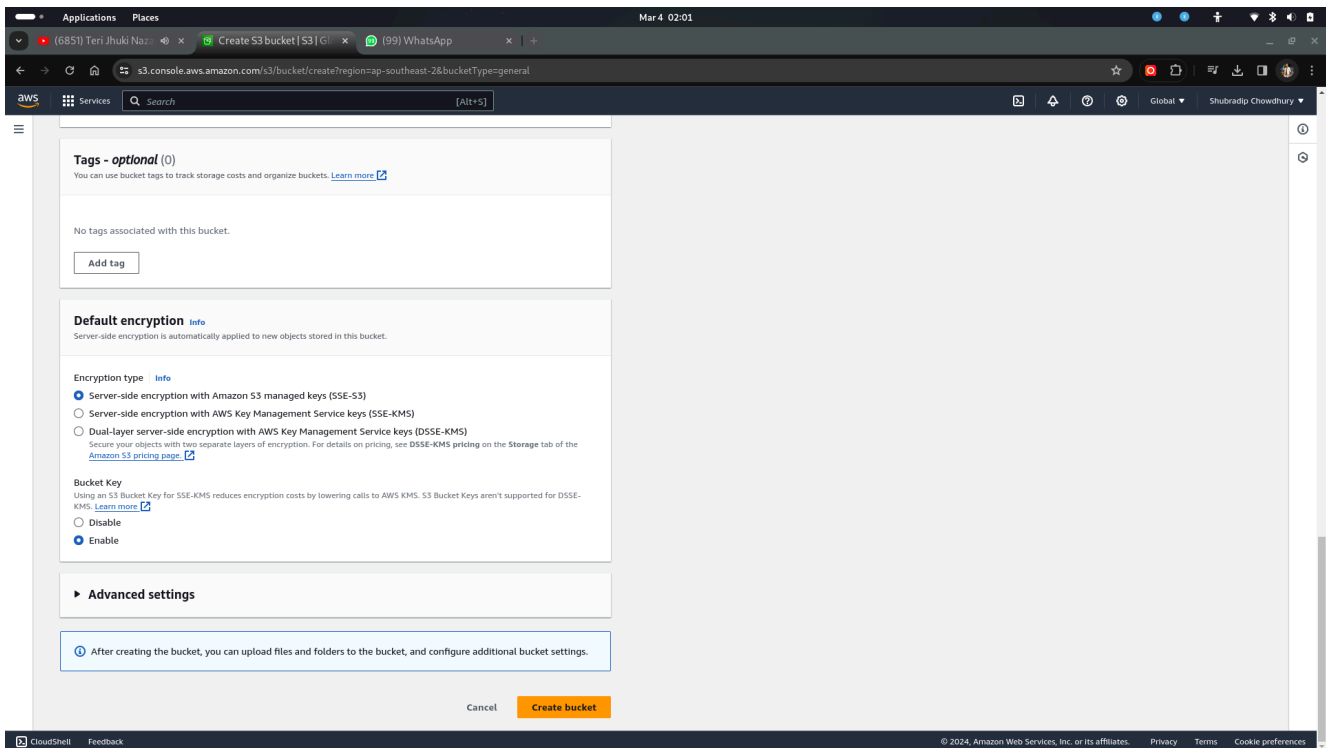 Applications Places Mar 4 02:01
(6851) Teri Jhuki Naza Create S3 bucket | S3 | Gl (99) WhatsApp
s3.console.aws.amazon.com/s3/bucket/create?region=ap-southeast-2&bucketType=general
aws Services Search [Alt+S] Global Shubradip Chowdhury
Tags - optional (0)
You can use bucket tags to track storage costs and organize buckets. Learn more
No tags associated with this bucket.
Add tag
Default encryption Info
Server-side encryption is automatically applied to new objects stored in this bucket.
Encryption type Info
Server-side encryption with Amazon S3 managed keys (SSE-S3)
Server-side encryption with AWS Key Management Service keys (SSE-KMS)
Dual-layer server-side encryption with AWS Key Management Service keys (DSSE-KMS)
Secure your objects with two separate layers of encryption. For details on pricing, see DSSE-KMS pricing on the Storage tab of the
Amazon S3 pricing page.
Bucket Key
Using an S3 Bucket Key for SSE-KMS reduces encryption costs by lowering calls to AWS KMS. S3 Bucket Keys aren't supported for DSSE-
KMS. Learn more
Disable
Enable
Advanced settings
After creating the bucket, you can upload files and folders to the bucket, and configure additional bucket settings.
Cancel Create bucket
CloudShell Feedback © 2024, Amazon Web Services, Inc. or its affiliates. Privacy Terms Cookie preferences